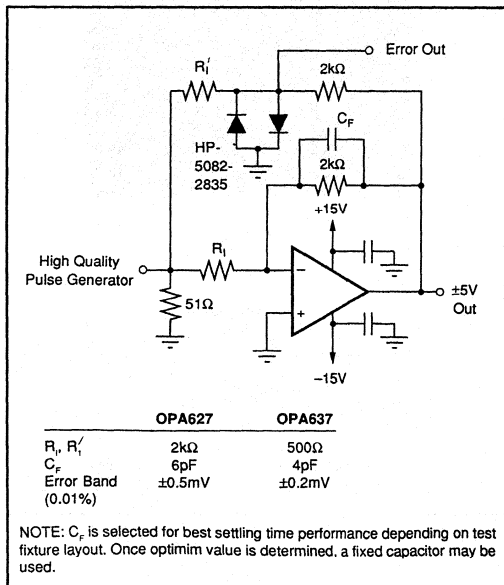 Error Out
R₁′
2kΩ
C_F
HP-
5082-
2835
2kΩ
+15V
High Quality
Pulse Generator
R₁
–
+
51Ω
±5V
Out
–15V
OPA627 OPA637
R₁, R₁′ 2kΩ 500Ω
C_F 6pF 4pF
Error Band ±0.5mV ±0.2mV
(0.01%)
NOTE: C_F is selected for best settling time performance depending on test
fixture layout. Once optimim value is determined, a fixed capacitor may be
used.